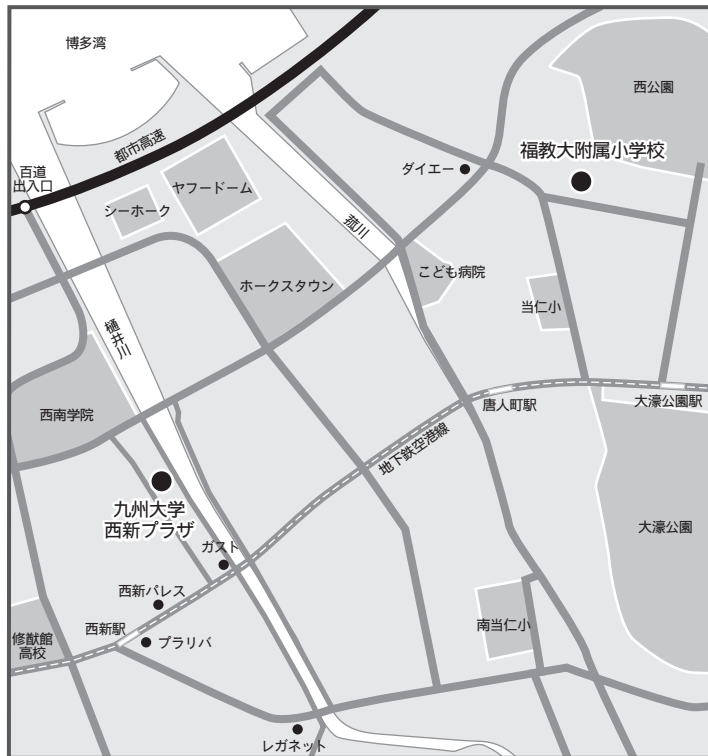 博多湾
西公園
都市高速
福教大附属小学校
ダイエー
百道
出入口
ヤフードーム
シーホーク
菰川
こども病院
ホークスタウン
当仁小
樋井川
西南学院
唐人町駅
大濠公園駅
地下鉄空港線
九州大学
西新プラザ
大濠公園
ガスト
西新パレス
南当仁小
西新駅
プラリバ
修猷館
高校
レガネット